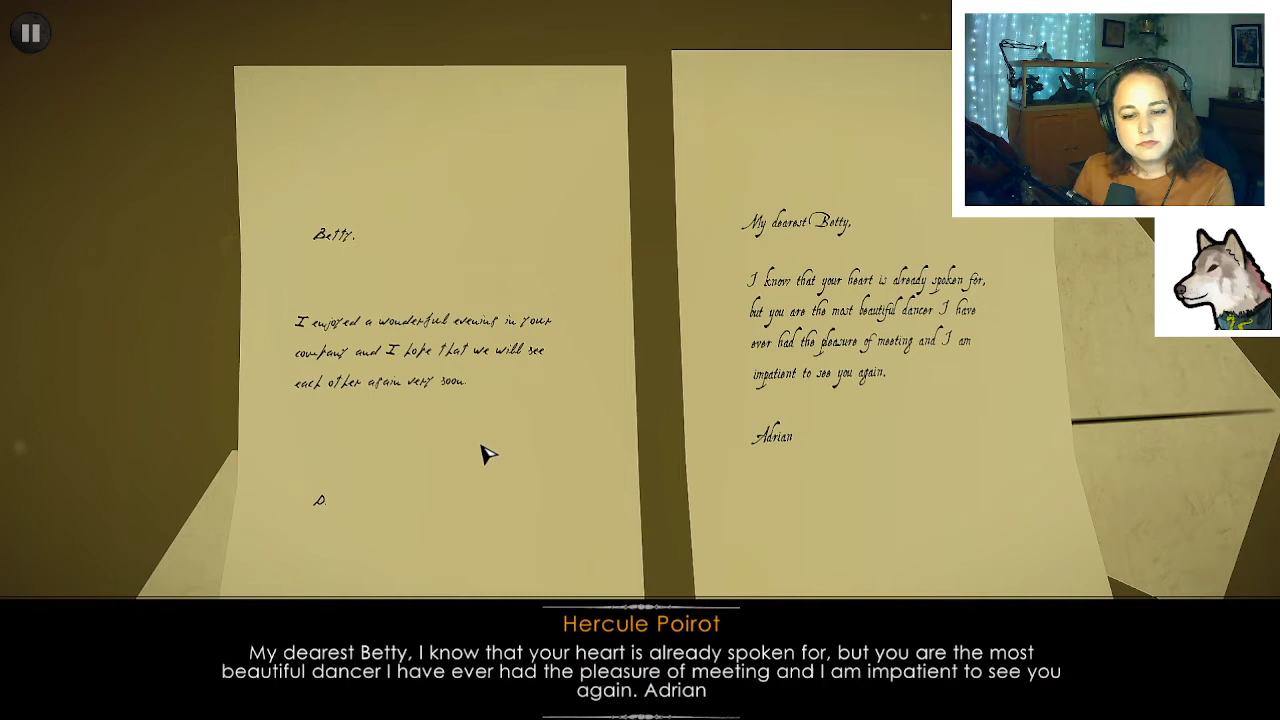 Betty.
I enjoyed a wonderful evening in your
company and I hope that we will see
each other again very soon.
D.
My dearest Betty,
I know that your heart is already spoken for,
but you are the most beautiful dancer I have
ever had the pleasure of meeting and I am
impatient to see you again.
Adrian
Hercule Poirot
My dearest Betty, I know that your heart is already spoken for, but you are the most
beautiful dancer I have ever had the pleasure of meeting and I am impatient to see you
again. Adrian